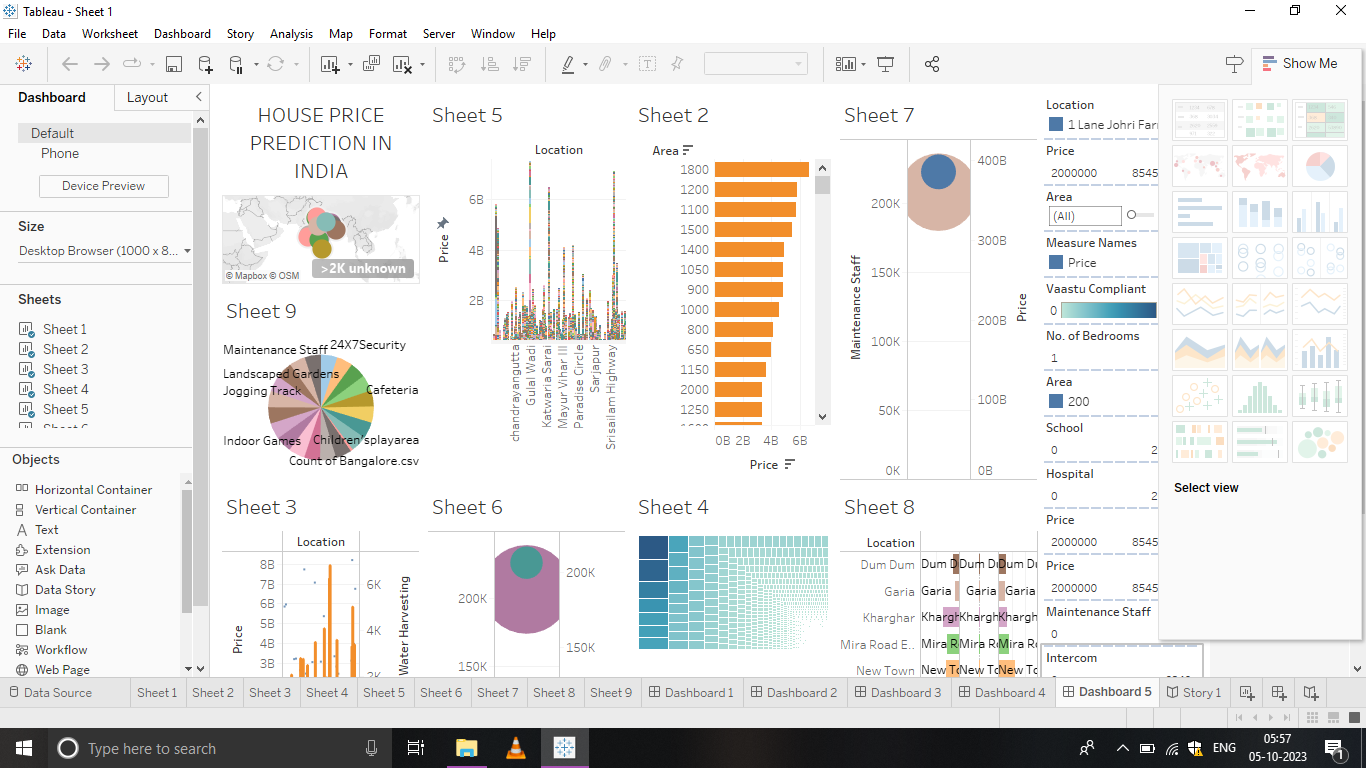 Tableau - Sheet 1
File Data Worksheet Dashboard Story Analysis Map Format Server Window Help
Show Me
Dashboard Layout
Default
Phone
Device Preview
Size
Desktop Browser (1000 x 8...
Sheets
Sheet 1
Sheet 2
Sheet 3
Sheet 4
Sheet 5
Objects
Horizontal Container
Vertical Container
Text
Extension
Ask Data
Data Story
Image
Blank
Workflow
Web Page
HOUSE PRICE
PREDICTION IN
INDIA
>2K unknown
© Mapbox © OSM
Sheet 9
Maintenance Staff 24X7Security
Landscaped Gardens
Jogging Track Cafeteria
Indoor Games Children'splayarea
Count of Bangalore.csv
Sheet 5
Location
Price
6B
4B
2B
chandrayangutta
Gulal Wadi
Katwaria Sarai
Mayur Vihar III
Paradise Circle
Sarjapur
Srisailam Highway
Sheet 2
Area
1800
1200
1100
1500
1400
1050
900
1000
800
650
1150
2000
1250
0B 2B 4B 6B
Price
Sheet 7
Maintenance Staff
200K
150K
100K
50K
0K
400B
300B
200B
100B
0B
Price
Sheet 3
Location
Price
8B
7B
6B
5B
4B
3B
6K
4K
Water Harvesting
Sheet 6
200K
150K
200K
150K
Sheet 4
Sheet 8
Location
Dum Dum Dum D Dum Du Dum Du
Garia Garia Garia Garia
Kharghar Khargh Kharghar Kharghar
Mira Road E.. Mira R Mira Ro Mira Ro
New Town New To New To New To
Location
1 Lane Johri Farr
Price
2000000 8545
Area
(All)
Measure Names
Price
Vaastu Compliant
0
No. of Bedrooms
1
Area
200
School
0 2
Hospital
0 2
Price
2000000 8545
Price
2000000 8545
Maintenance Staff
0
Intercom
Select view
Data Source Sheet 1 Sheet 2 Sheet 3 Sheet 4 Sheet 5 Sheet 6 Sheet 7 Sheet 8 Sheet 9 Dashboard 1 Dashboard 2 Dashboard 3 Dashboard 4 Dashboard 5 Story 1
Type here to search
ENG
05:57
05-10-2023
1